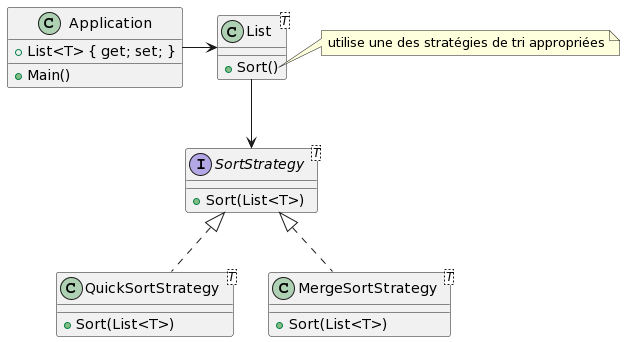 C Application
List<T> { get; set; }
Main()
C List T
Sort()
utilise une des stratégies de tri appropriées
I SortStrategy T
Sort(List<T>)
C QuickSortStrategy T
Sort(List<T>)
C MergeSortStrategy T
Sort(List<T>)